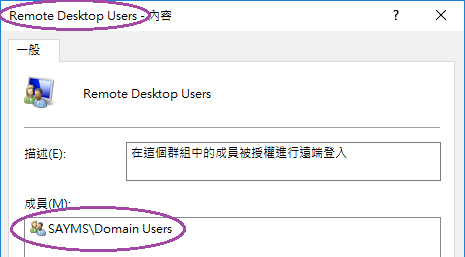 Remote Desktop Users - 內容
一般
Remote Desktop Users
描述(E):
在這個群組中的成員被授權進行遠端登入
成員(M):
SAYMS\Domain Users